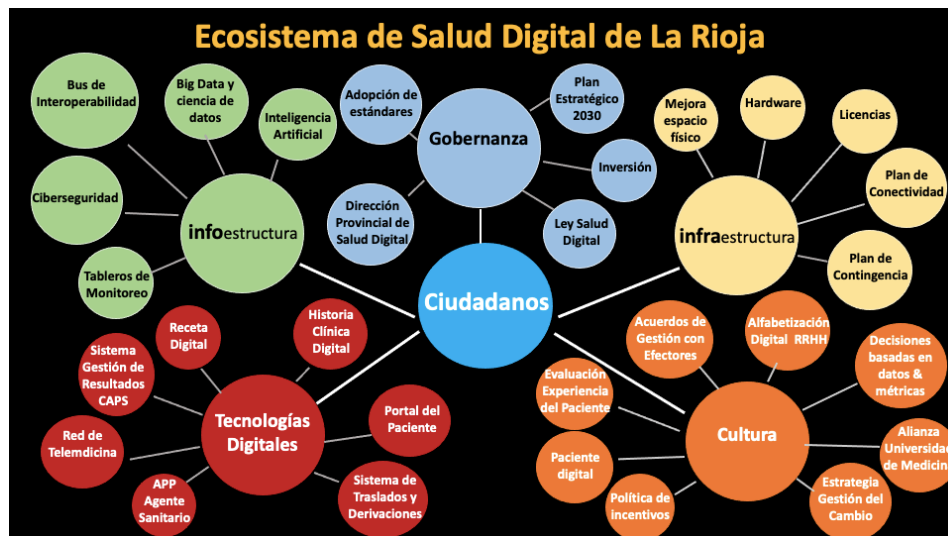 Ecosistema de Salud Digital de La Rioja
Bus de
Interoperabilidad
Big Data y
ciencia de
datos
Inteligencia
Artificial
Ciberseguridad
infoestructura
Tableros de
Monitoreo
Adopción de
estándares
Gobernanza
Plan
Estratégico
2030
Inversión
Dirección
Provincial de
Salud Digital
Ley Salud
Digital
Mejora
espacio
físico
Hardware
Licencias
Plan de
Conectividad
infraestructura
Plan de
Contingencia
Ciudadanos
Receta
Digital
Historia
Clínica
Digital
Sistema
Gestión de
Resultados
CAPS
Tecnologías
Digitales
Portal del
Paciente
Red de
Telemdicina
APP
Agente
Sanitario
Sistema de
Traslados y
Derivaciones
Acuerdos de
Gestión con
Efectores
Alfabetización
Digital RRHH
Decisiones
basadas en
datos &
métricas
Evaluación
Experiencia
del Paciente
Cultura
Alianza
Universidad
de Medicin
Paciente
digital
Política de
incentivos
Estrategia
Gestión del
Cambio